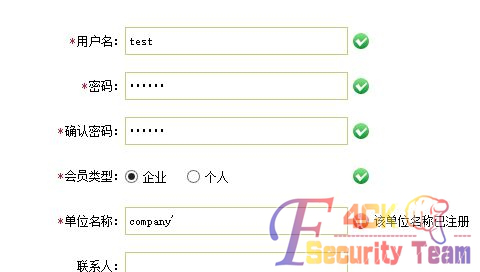 *用户名: test
*密码: ••••••
*确认密码: ••••••
*会员类型: 企业 个人
*单位名称: company' 该单位名称已注册
F4CK
Security Team
联系人: